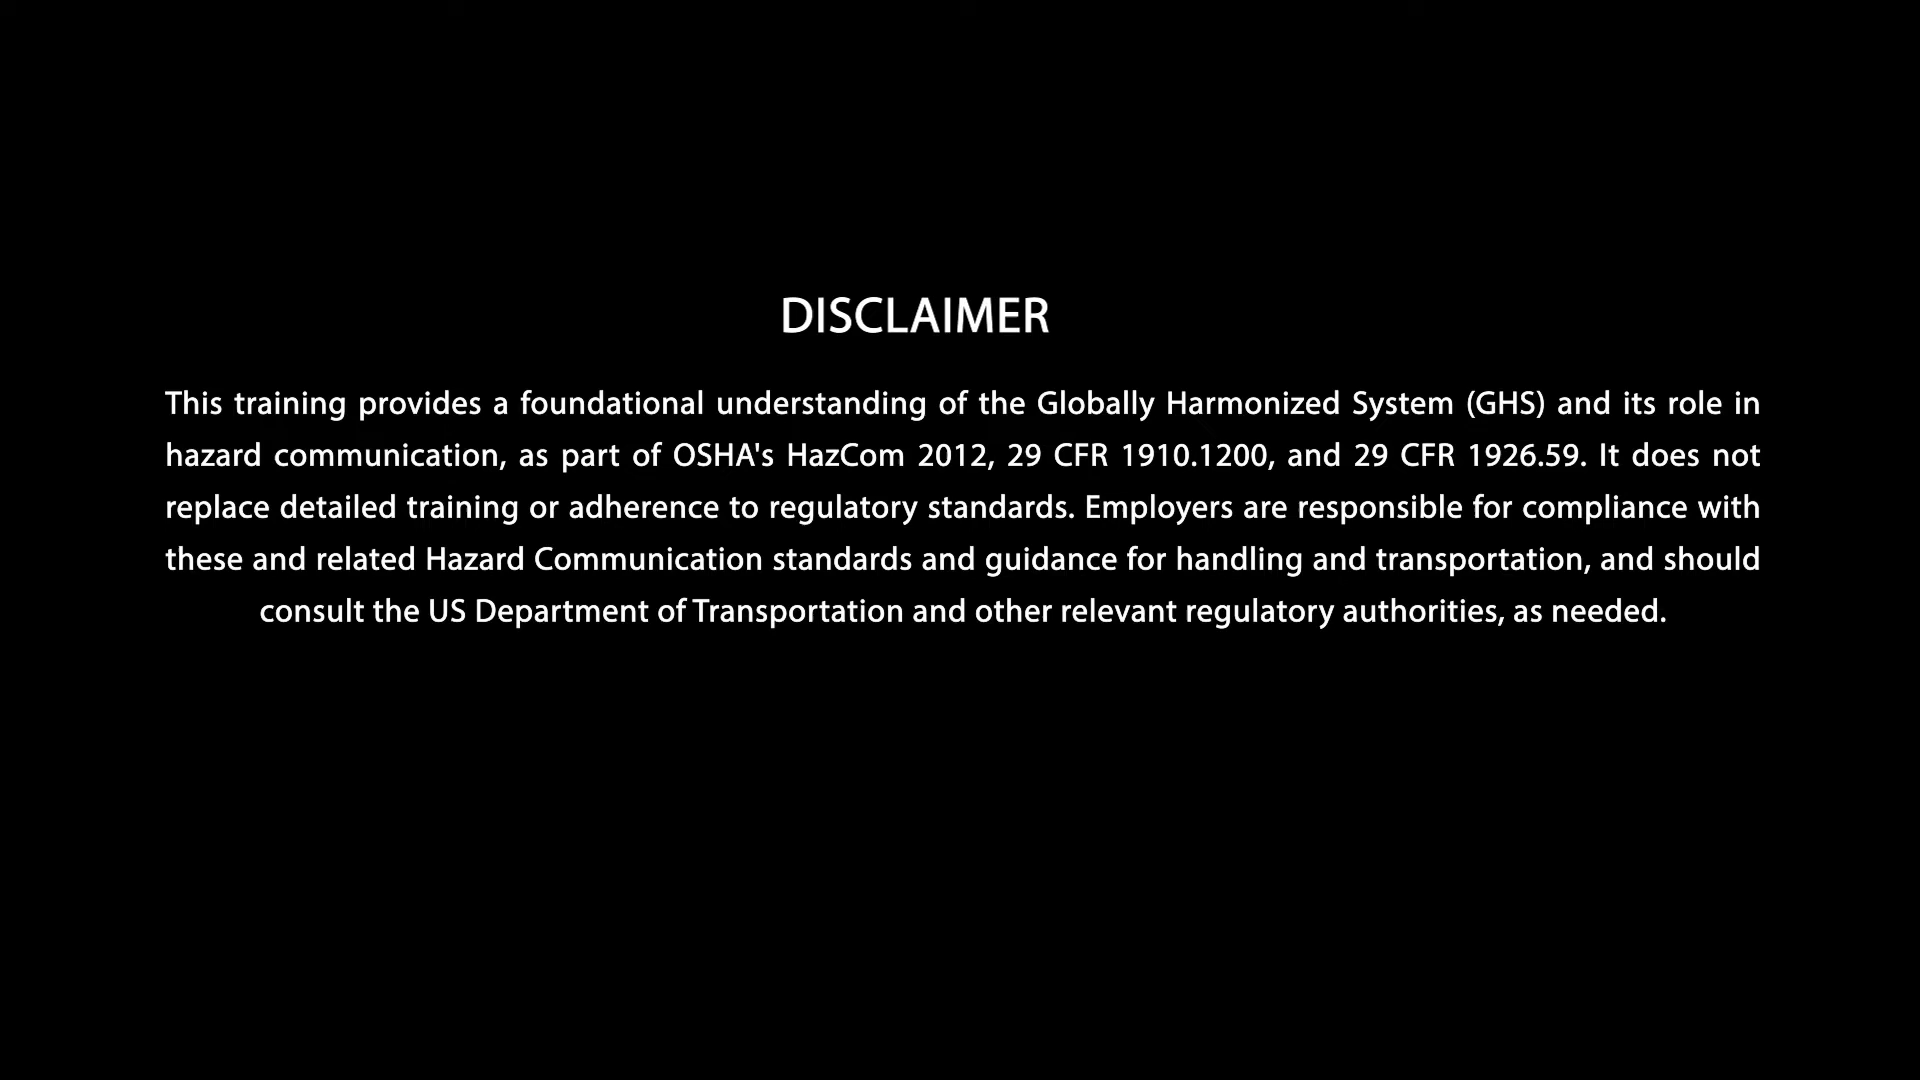 DISCLAIMER
This training provides a foundational understanding of the Globally Harmonized System (GHS) and its role in
hazard communication, as part of OSHA's HazCom 2012, 29 CFR 1910.1200, and 29 CFR 1926.59. It does not
replace detailed training or adherence to regulatory standards. Employers are responsible for compliance with
these and related Hazard Communication standards and guidance for handling and transportation, and should
consult the US Department of Transportation and other relevant regulatory authorities, as needed.